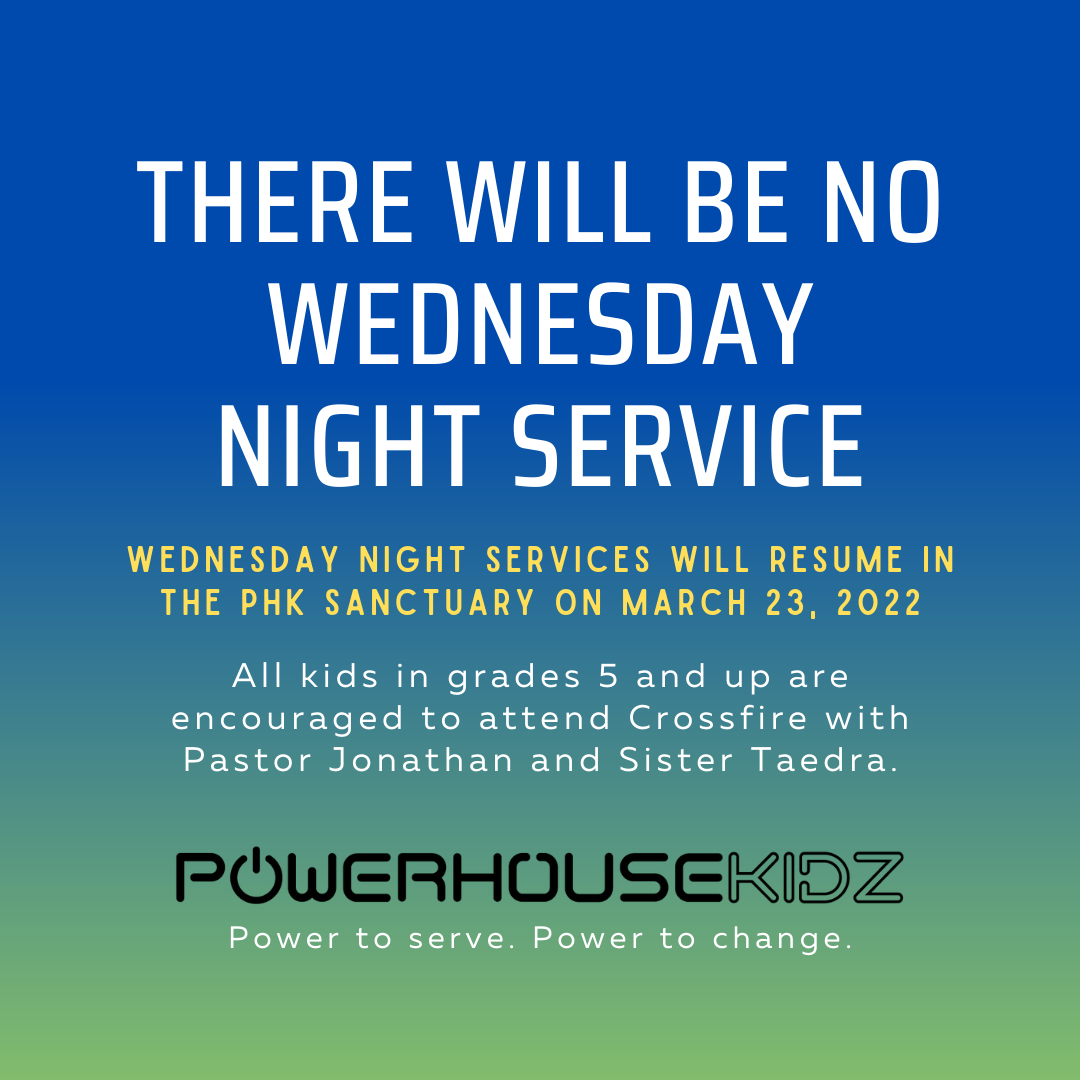 THERE WILL BE NO
WEDNESDAY
NIGHT SERVICE
WEDNESDAY NIGHT SERVICES WILL RESUME IN
THE PHK SANCTUARY ON MARCH 23, 2022
All kids in grades 5 and up are
encouraged to attend Crossfire with
Pastor Jonathan and Sister Taedra.
POWERHOUSEKIDZ
Power to serve. Power to change.